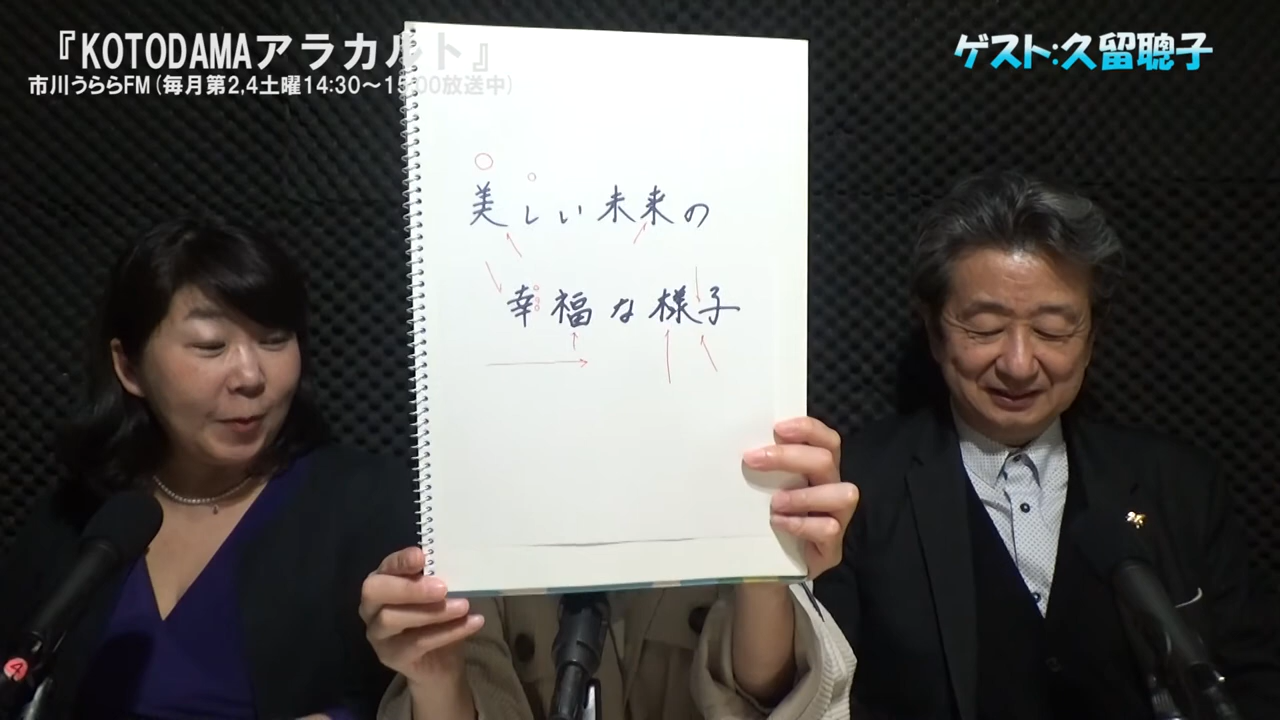 『KOTODAMAアラカルト』
市川うららFM(毎月第2,4土曜14:30～15:00放送中)
ゲスト:久留聰子
美しい未来の
幸福な様子
4